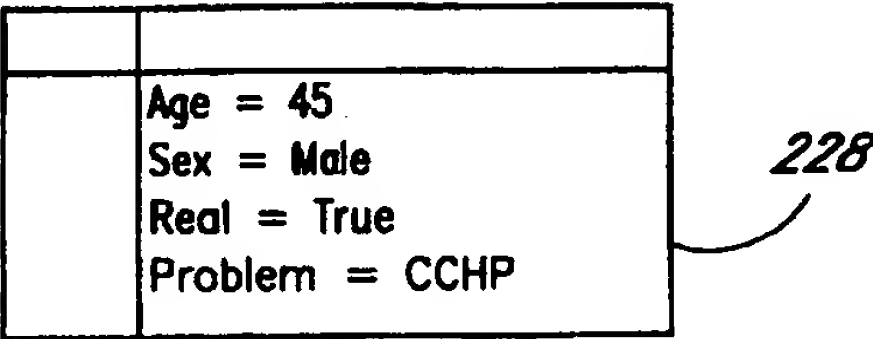 Age = 45
Sex = Male
Real = True
Problem = CCHP
228